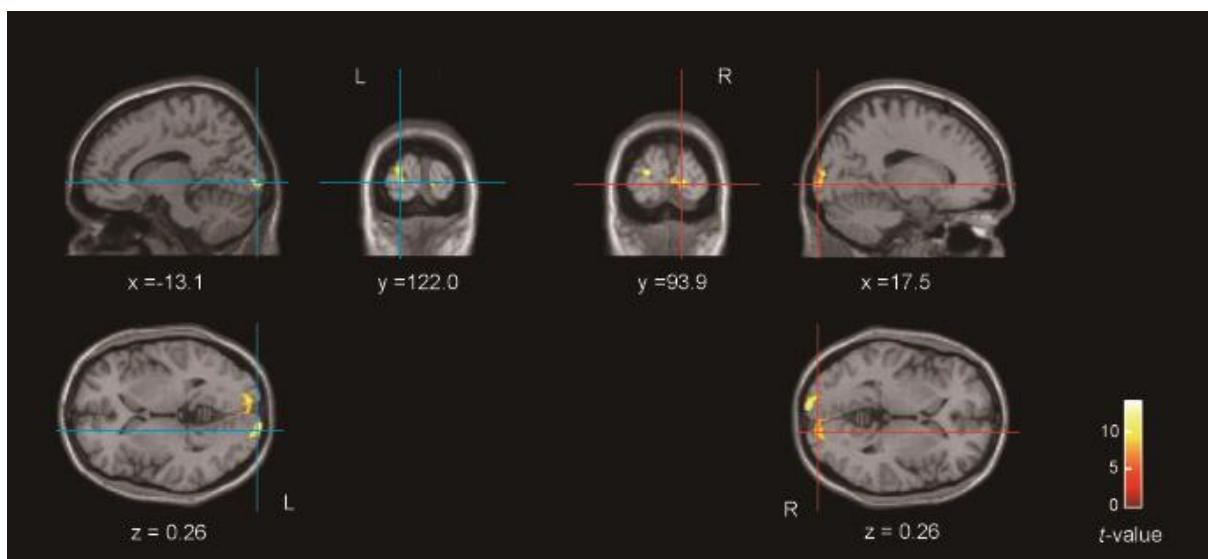 L
R
x =-13.1
y =122.0
y =93.9
x =17.5
L
R
z = 0.26
z = 0.26
10
5
0
t-value